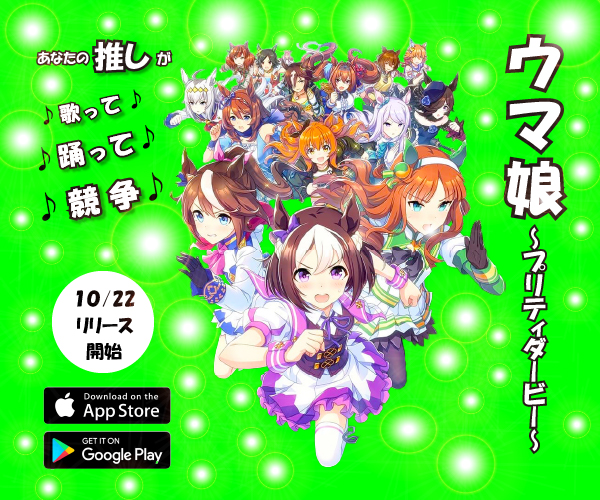 あなたの推しが
♪歌って♪
♪踊って♪
♪競争♪
ウマ娘
~プリティダービー~
10/22
リリース
開始
Download on the
App Store
GET IT ON
Google Play